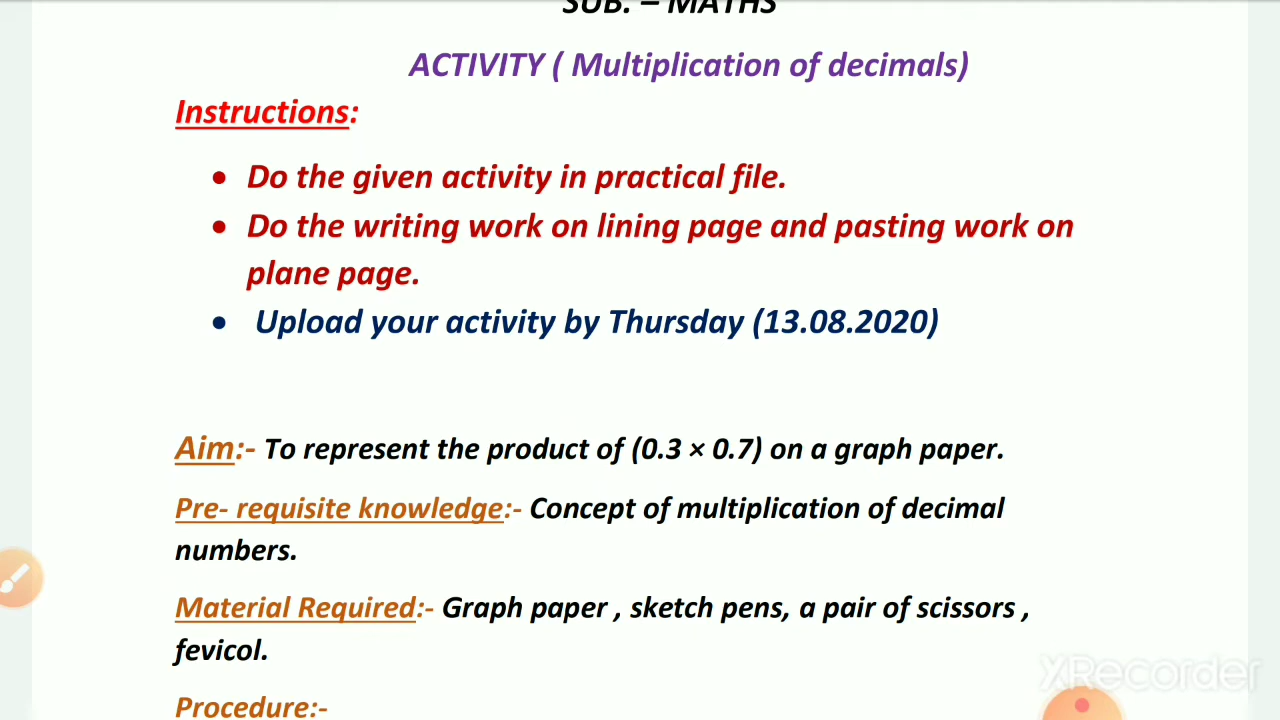 SUB. – MATHS
ACTIVITY ( Multiplication of decimals)
Instructions:
• Do the given activity in practical file.
• Do the writing work on lining page and pasting work on
plane page.
• Upload your activity by Thursday (13.08.2020)
Aim:- To represent the product of (0.3 × 0.7) on a graph paper.
Pre- requisite knowledge:- Concept of multiplication of decimal
numbers.
Material Required:- Graph paper , sketch pens, a pair of scissors ,
fevicol.
XRecorder
Procedure:-